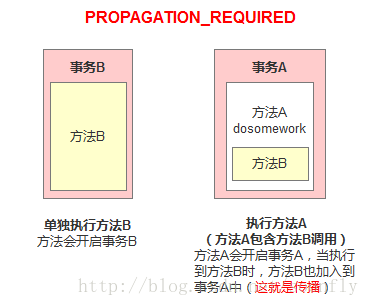 PROPAGATION_REQUIRED
事务B
方法B
单独执行方法B
方法会开启事务B
事务A
方法A
dosomework
方法B
执行方法A
（方法A包含方法B调用）
方法A会开启事务A，当执
行到方法B时，方法B也加入到
事务A中（这就是传播）